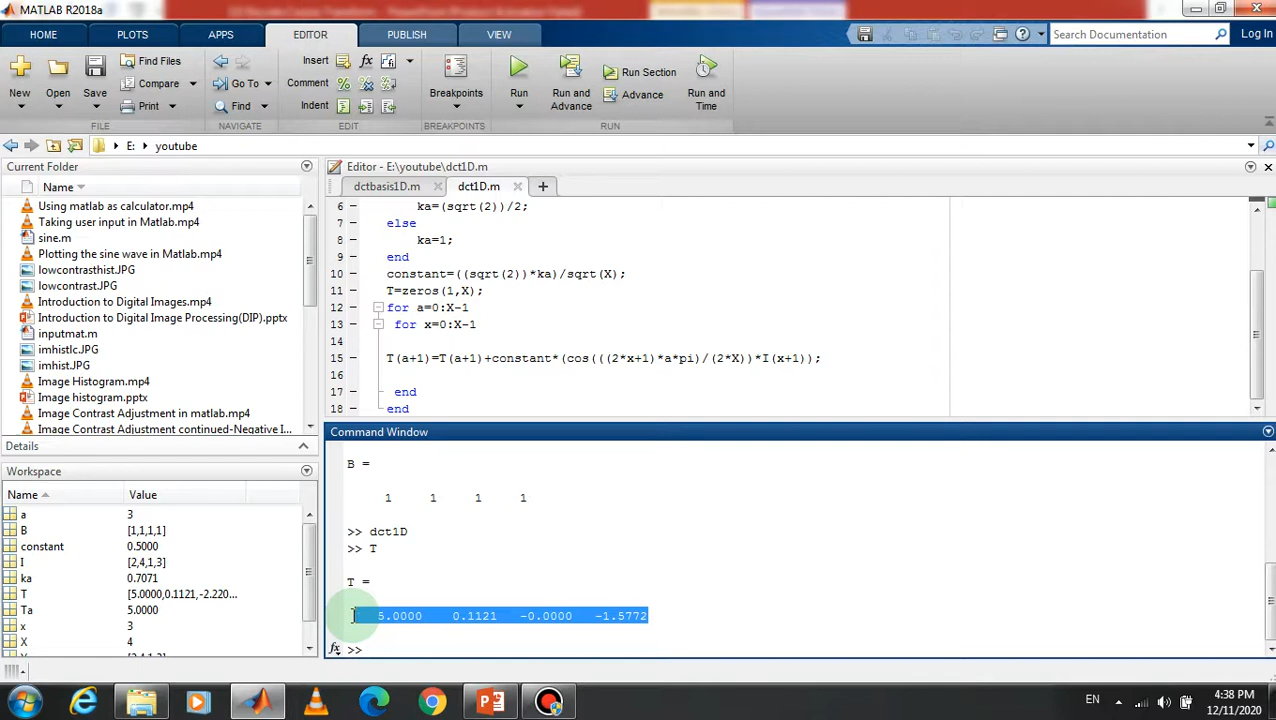 MATLAB R2018a
HOME PLOTS APPS EDITOR PUBLISH VIEW
Search Documentation
Log In
New Open Save Find Files Compare Print
Go To Find
Insert fx
Comment
Indent
Breakpoints
Run
Run and Advance
Run Section
Advance
Run and Time
FILE NAVIGATE EDIT BREAKPOINTS RUN
E: youtube
Current Folder
Name
Using matlab as calculator.mp4
Taking user input in Matlab.mp4
sine.m
Plotting the sine wave in Matlab.mp4
lowcontrasthist.JPG
lowcontrast.JPG
Introduction to Digital Images.mp4
Introduction to Digital Image Processing(DIP).pptx
inputmat.m
imhistlc.JPG
imhist.JPG
Image Histogram.mp4
Image histogram.pptx
Image Contrast Adjustment in matlab.mp4
Image Contrast Adjustment continued-Negative I...
Details
Workspace
Name Value
a 3
B [1,1,1,1]
constant 0.5000
I [2,4,1,3]
ka 0.7071
T [5.0000,0.1121,-2.220...
Ta 5.0000
x 3
X 4
Editor - E:\youtube\dct1D.m
dctbasis1D.m dct1D.m
6 ka=(sqrt(2))/2;
7 else
8 ka=1;
9 end
10 constant=((sqrt(2))*ka)/sqrt(X);
11 T=zeros(1,X);
12 for a=0:X-1
13 for x=0:X-1
14
15 T(a+1)=T(a+1)+constant*(cos(((2*x+1)*a*pi)/(2*X))*I(x+1));
16
17 end
18 end
Command Window
B =
1 1 1 1
>> dct1D
>> T
T =
5.0000 0.1121 -0.0000 -1.5772
fx >>
EN
4:38 PM
12/11/2020